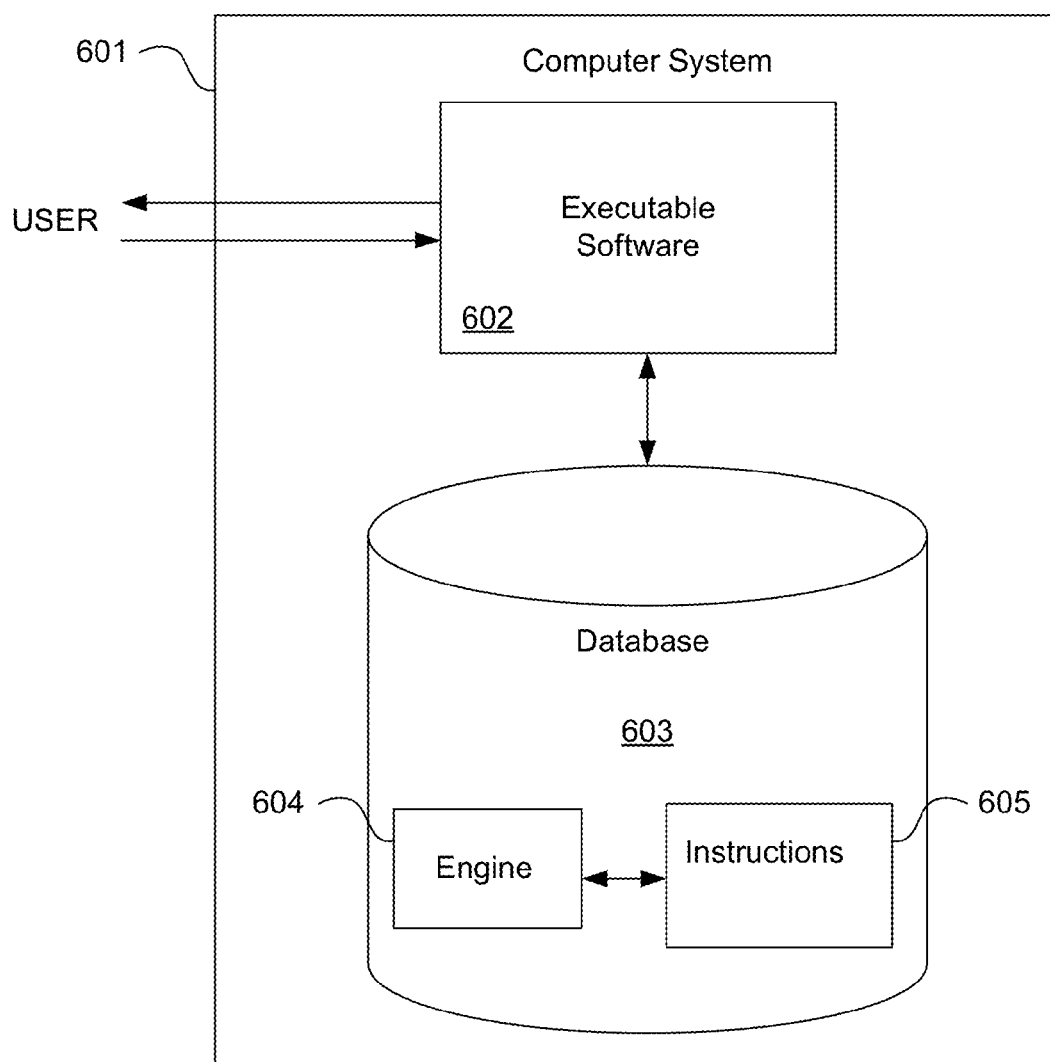 601
Computer System
USER
Executable
Software
602
Database
603
604
605
Engine
Instructions